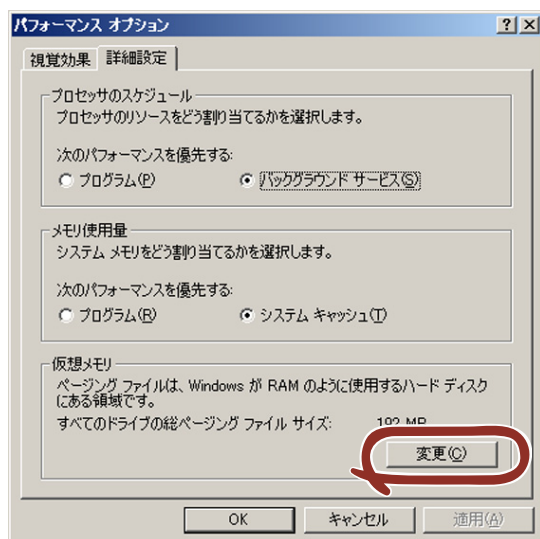 パフォーマンス オプション
視覚効果 詳細設定
プロセッサのスケジュール
プロセッサのリソースをどう割り当てるかを選択します。
次のパフォーマンスを優先する:
プログラム(P) バックグラウンド サービス(S)
メモリ使用量
システム メモリをどう割り当てるかを選択します。
次のパフォーマンスを優先する:
プログラム(R) システム キャッシュ(T)
仮想メモリ
ページング ファイルは、Windows が RAM のように使用するハード ディスク
にある領域です。
すべてのドライブの総ページング ファイル サイズ: 192 MB
変更(C)
OK キャンセル 適用(A)